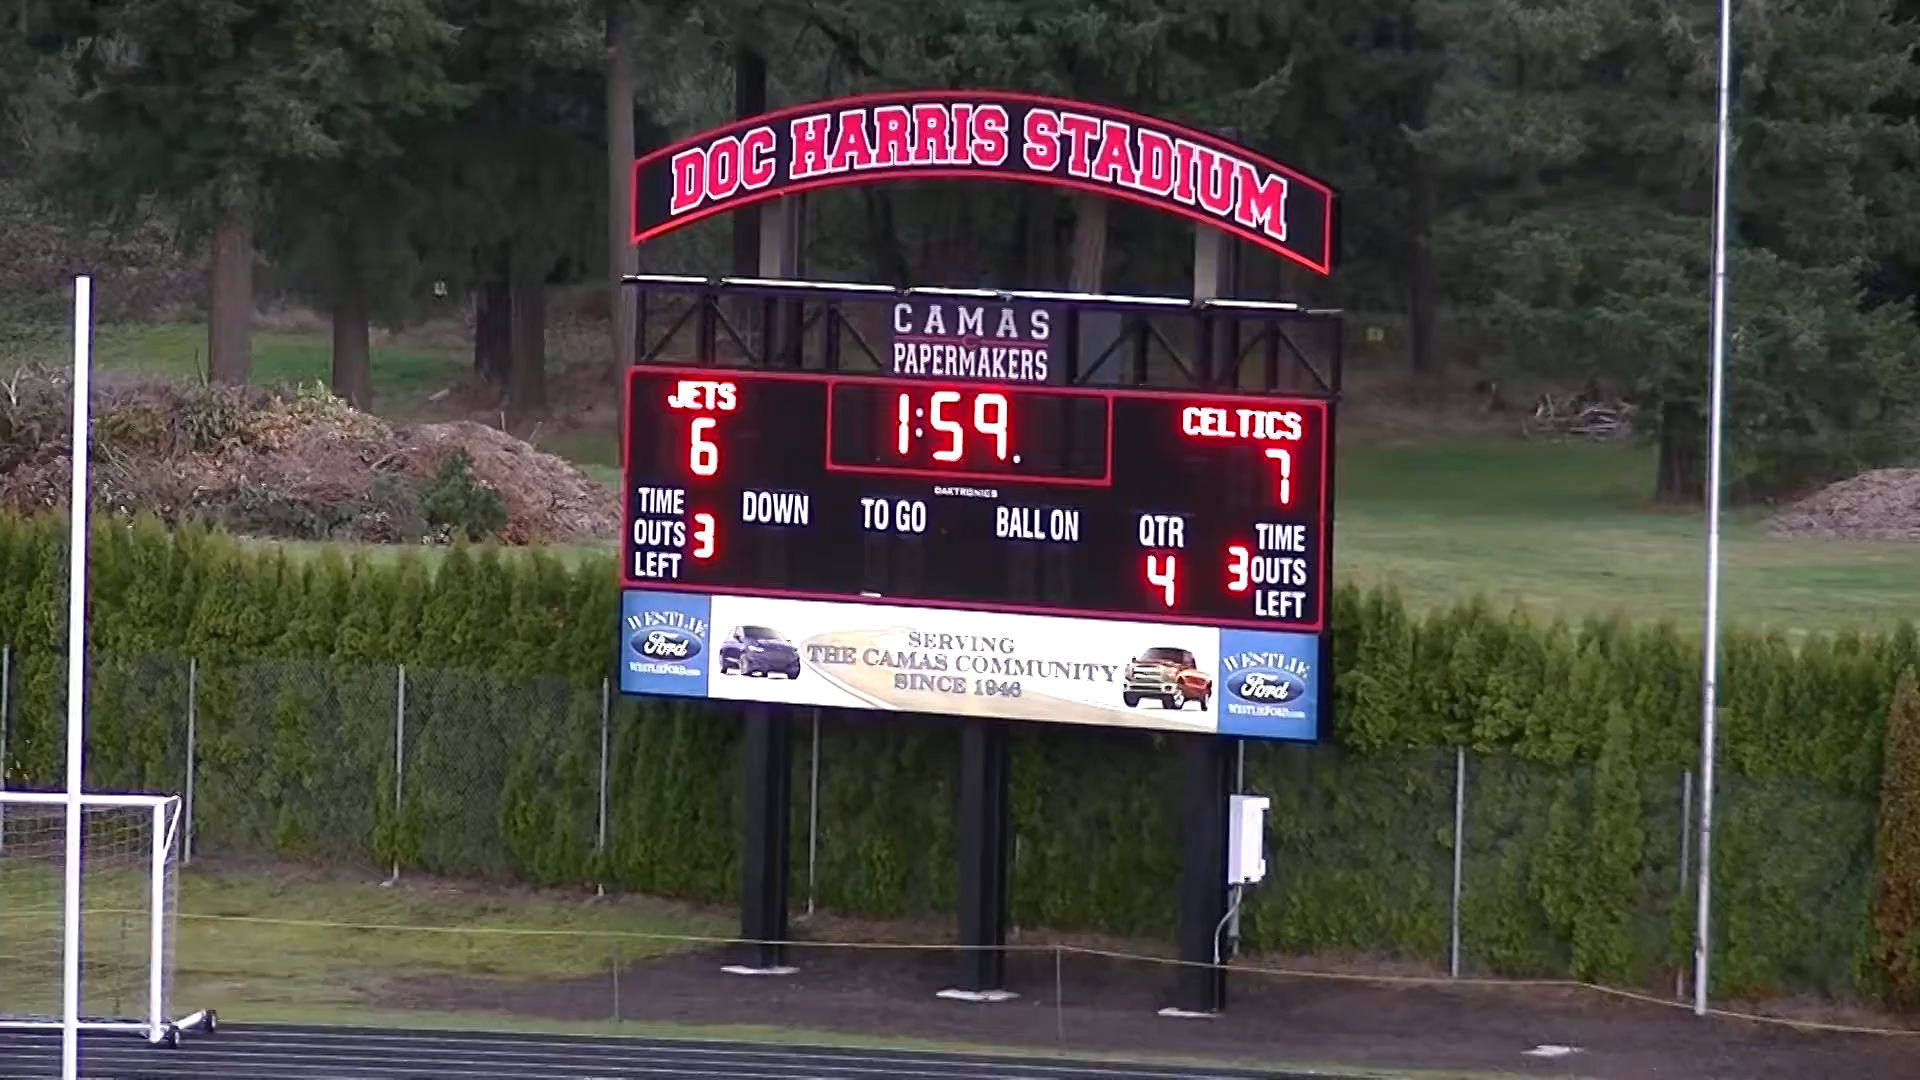 DOC HARRIS STADIUM
CAMAS
PAPERMAKERS
JETS
1:59.
CELTICS
6
7
DAKTRONICS
TIME
OUTS 3
LEFT
DOWN
TO GO
BALL ON
QTR
4
TIME
3 OUTS
LEFT
WESTLIE
Ford
WESTLIEFORD.com
SERVING
THE CAMAS COMMUNITY
SINCE 1946
WESTLIE
Ford
WESTLIEFORD.com